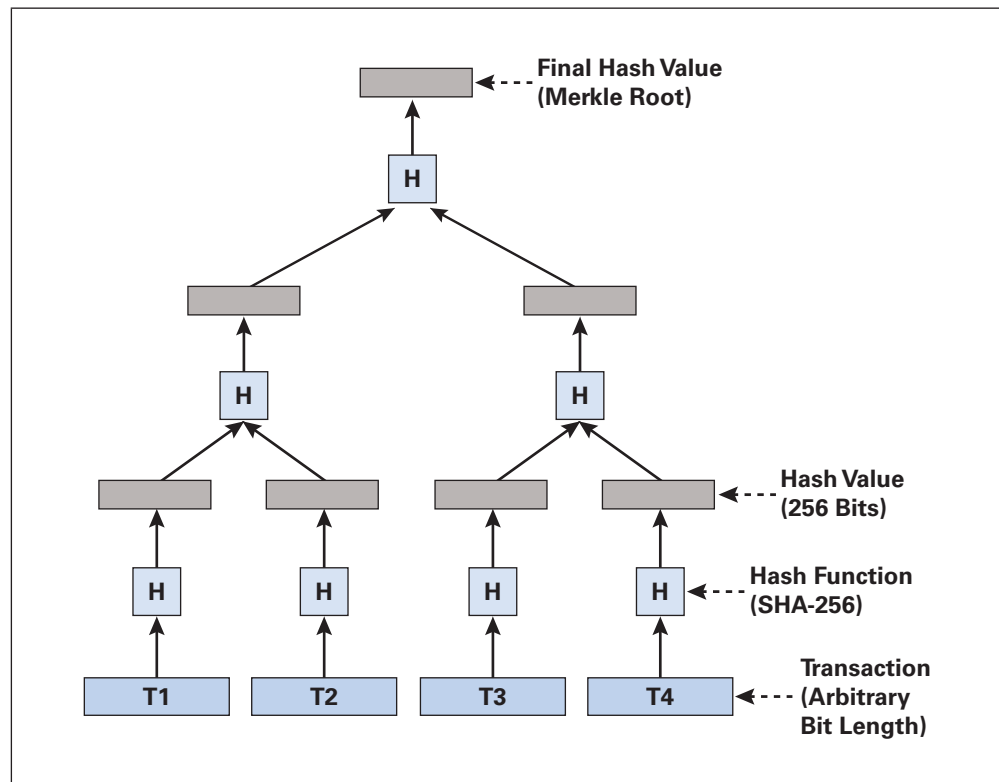 Final Hash Value
(Merkle Root)
H
H
H
Hash Value
(256 Bits)
H
H
H
H
Hash Function
(SHA-256)
T1
T2
T3
T4
Transaction
(Arbitrary
Bit Length)